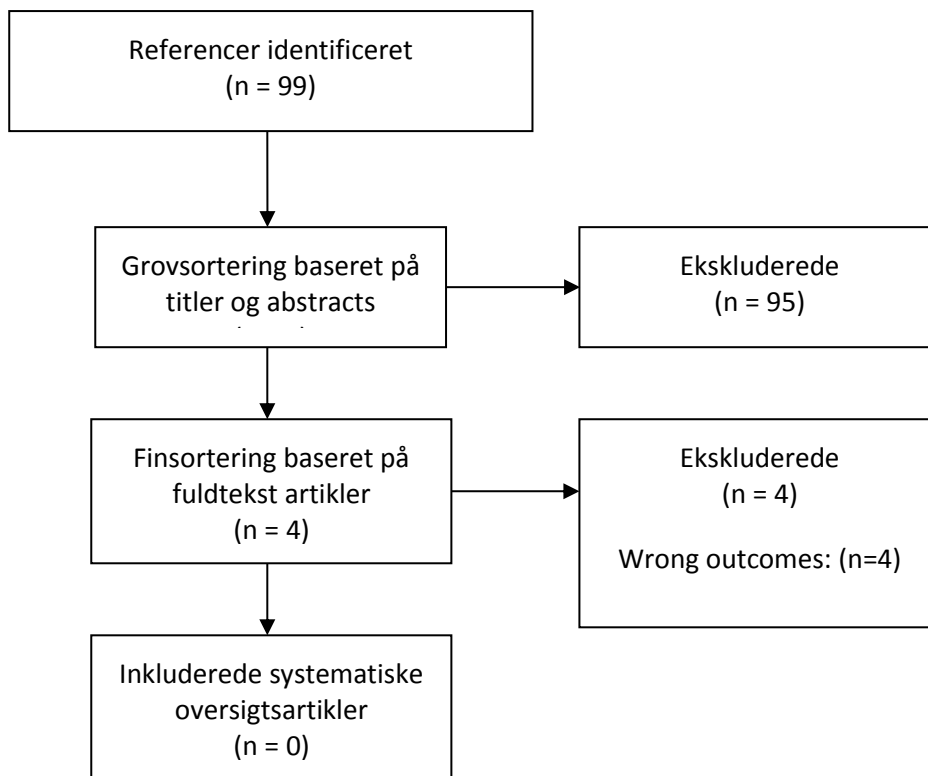 Referencer identificeret
(n = 99)
Grovsortering baseret på
titler og abstracts
Ekskluderede
(n = 95)
Finsortering baseret på
fuldtekst artikler
(n = 4)
Ekskluderede
(n = 4)
Wrong outcomes: (n=4)
Inkluderede systematiske
oversigtsartikler
(n = 0)